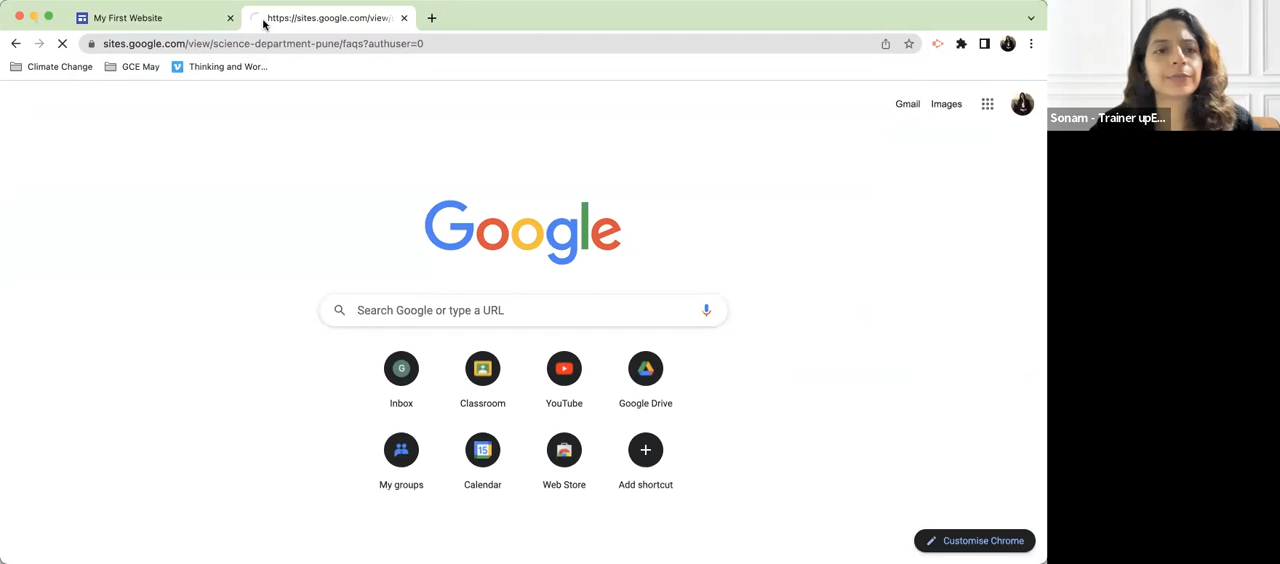 My First Website
https://sites.google.com/view/
sites.google.com/view/science-department-pune/faqs?authuser=0
Climate Change
GCE May
Thinking and Wor...
Gmail
Images
Google
Search Google or type a URL
G
Inbox
Classroom
YouTube
Google Drive
15
My groups
Calendar
Web Store
Add shortcut
Customise Chrome
Sonam - Trainer upE...